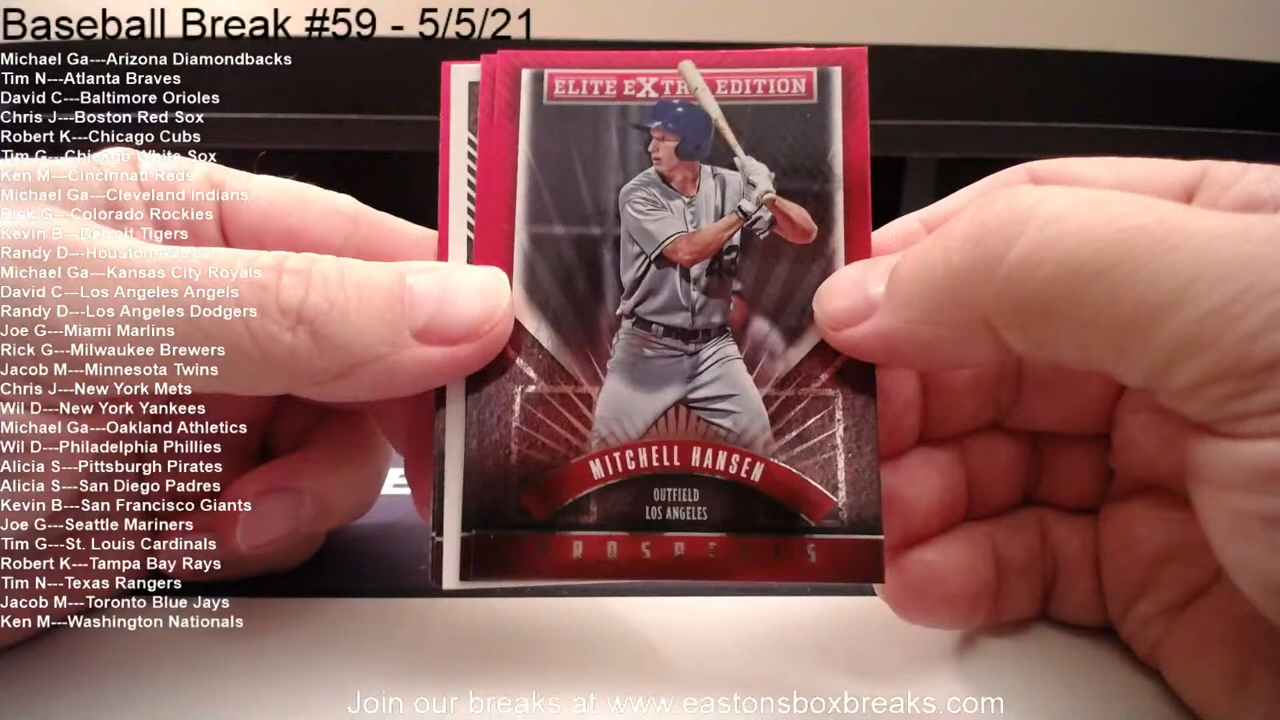 Baseball Break #59 - 5/5/21
Michael Ga---Arizona Diamondbacks
Tim N---Atlanta Braves
David C---Baltimore Orioles
Chris J---Boston Red Sox
Robert K---Chicago Cubs
Tim G---Chicago White Sox
Ken M---Cincinnati Reds
Michael Ga---Cleveland Indians
Rick G---Colorado Rockies
Kevin B---Detroit Tigers
Randy D---Houston
Michael Ga---Kansas City Royals
David C---Los Angeles Angels
Randy D---Los Angeles Dodgers
Joe G---Miami Marlins
Rick G---Milwaukee Brewers
Jacob M---Minnesota Twins
Chris J---New York Mets
Wil D---New York Yankees
Michael Ga---Oakland Athletics
Wil D---Philadelphia Phillies
Alicia S---Pittsburgh Pirates
Alicia S---San Diego Padres
Kevin B---San Francisco Giants
Joe G---Seattle Mariners
Tim G---St. Louis Cardinals
Robert K---Tampa Bay Rays
Tim N---Texas Rangers
Jacob M---Toronto Blue Jays
Ken M---Washington Nationals
ELITE EXTRA EDITION
MITCHELL HANSEN
OUTFIELD
LOS ANGELES
PROSPECTS
Join our breaks at www.eastonsboxbreaks.com